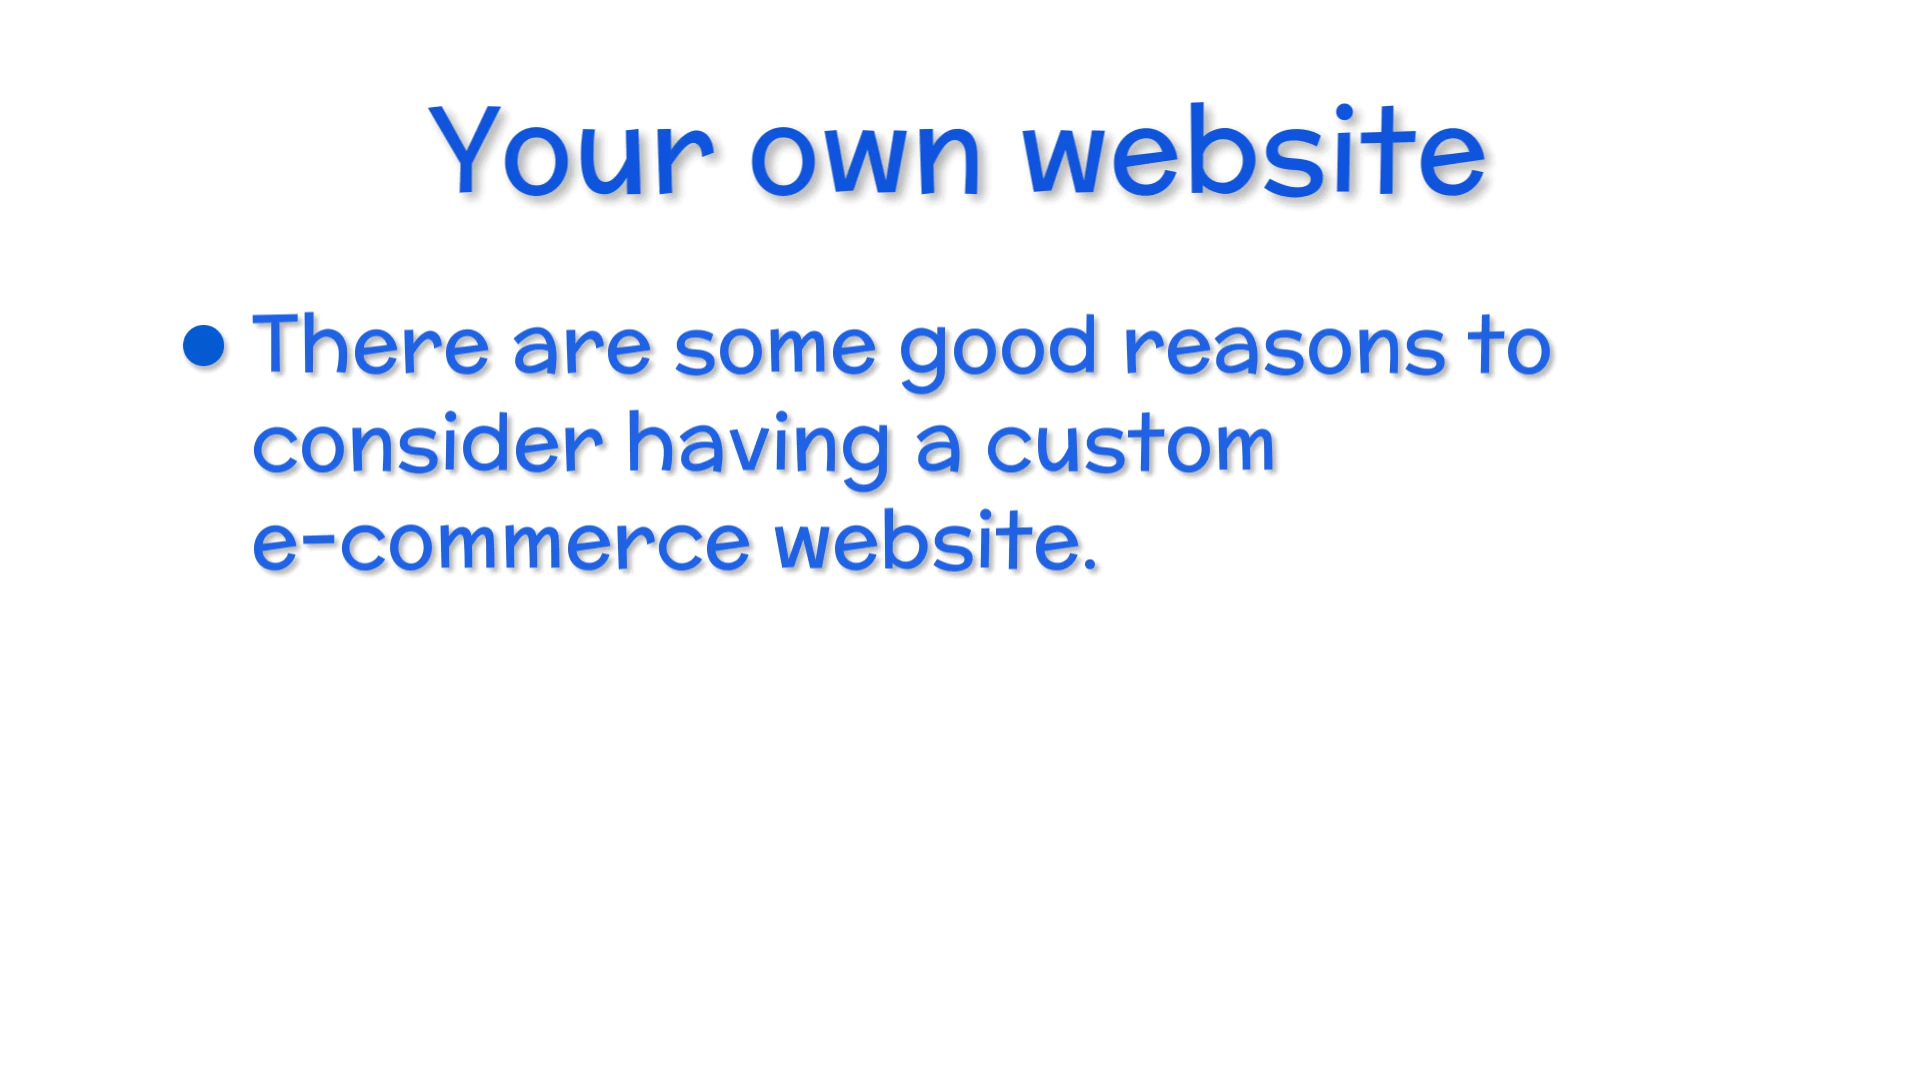 Your own website
• There are some good reasons to
consider having a custom
e-commerce website.